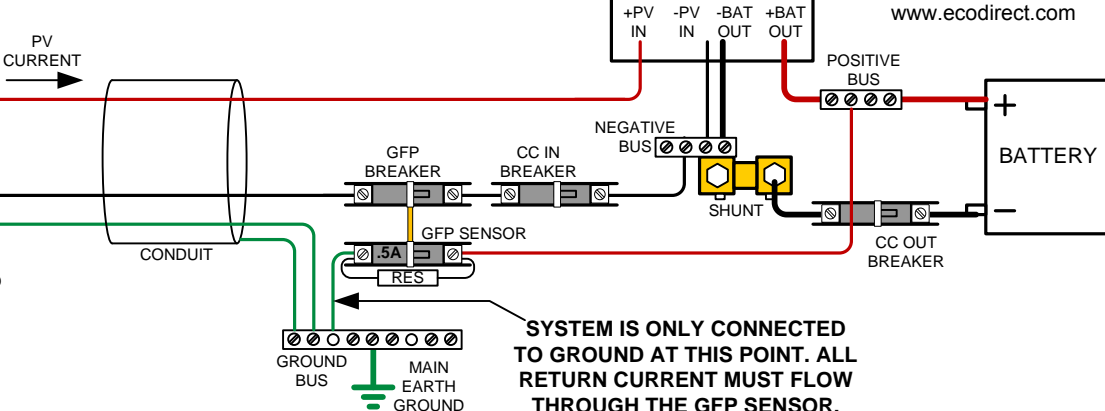 +PV IN
-PV IN
-BAT OUT
+BAT OUT
www.ecodirect.com
PV
CURRENT
POSITIVE
BUS
+
NEGATIVE
BUS
GFP
BREAKER
CC IN
BREAKER
BATTERY
SHUNT
–
CONDUIT
GFP SENSOR
.5A
RES
CC OUT
BREAKER
GROUND
BUS
MAIN
EARTH
GROUND
SYSTEM IS ONLY CONNECTED
TO GROUND AT THIS POINT. ALL
RETURN CURRENT MUST FLOW
THROUGH THE GFP SENSOR.